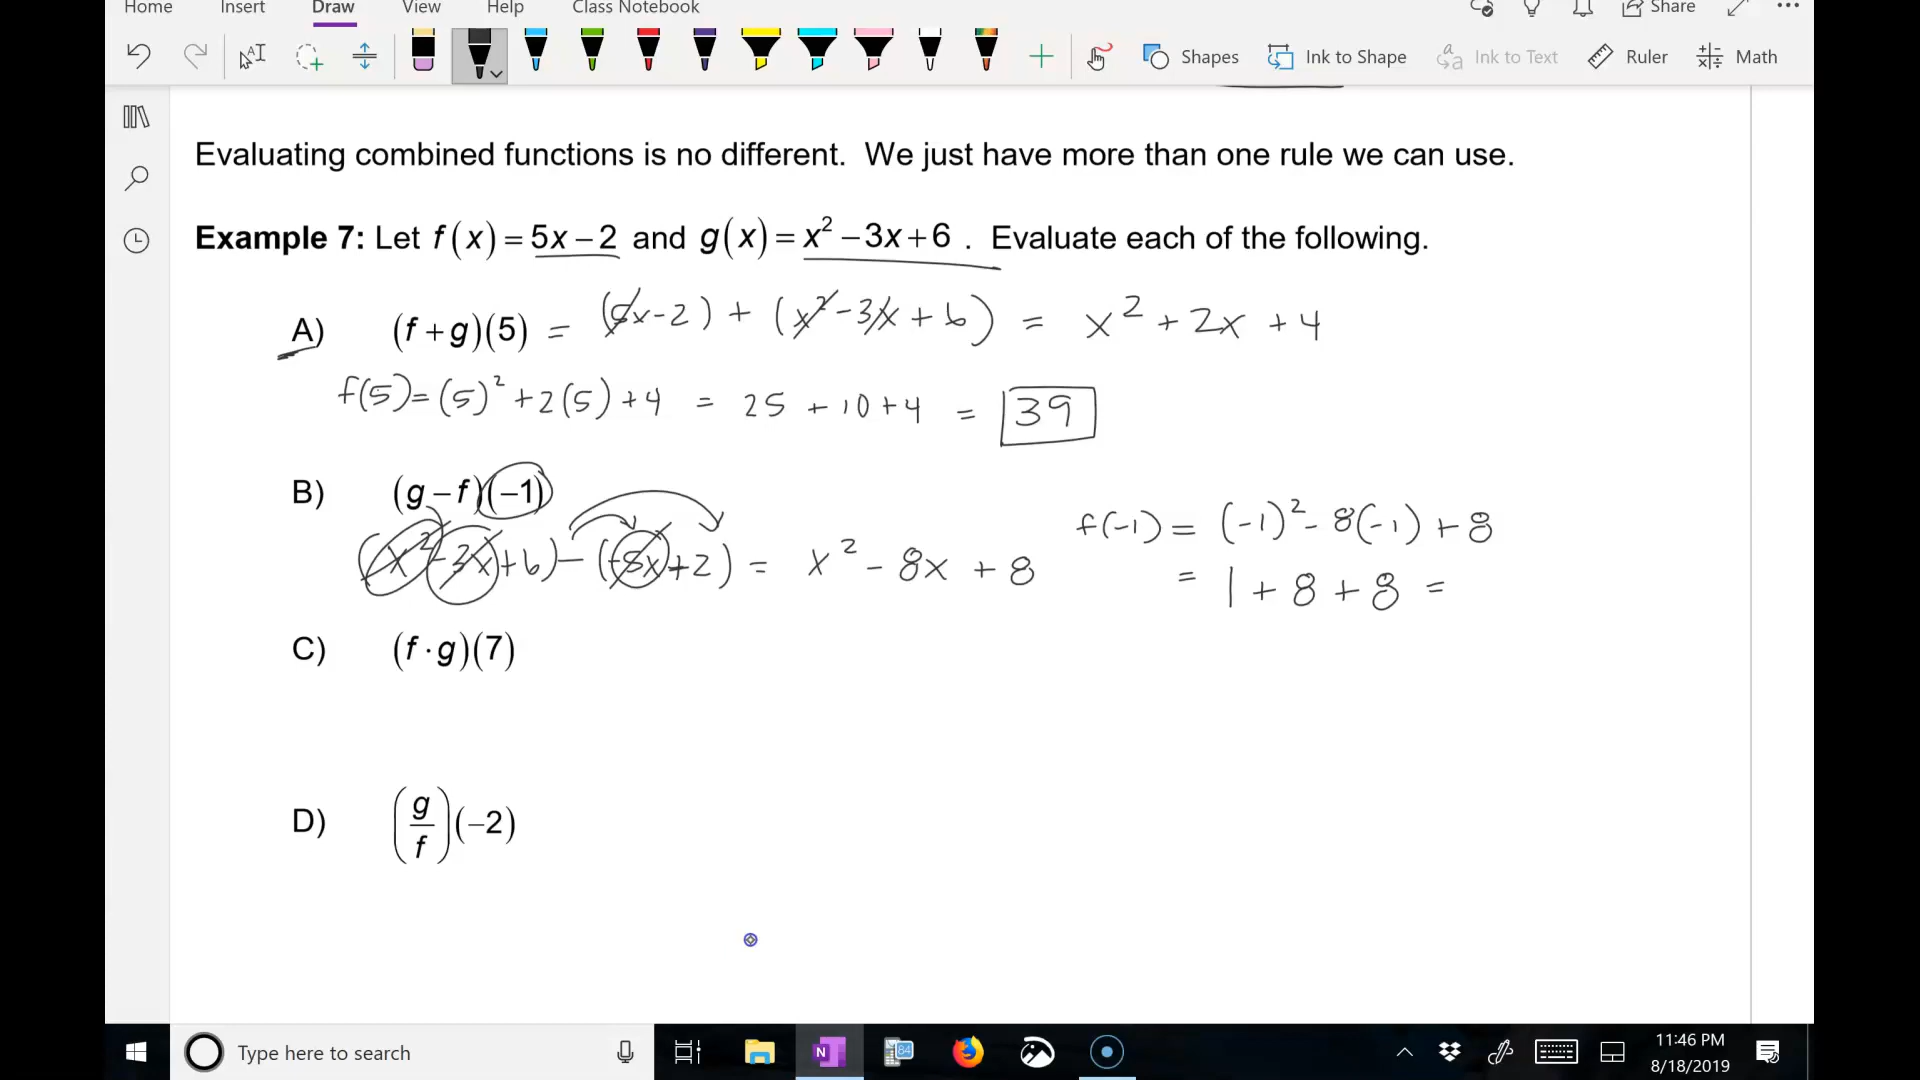 Home Insert Draw View Help Class Notebook Share
Shapes Ink to Shape Ink to Text Ruler Math
Evaluating combined functions is no different. We just have more than one rule we can use.
Example 7: Let f(x) = 5x − 2 and g(x) = x² − 3x + 6 . Evaluate each of the following.
A) (f + g)(5) = (5x - 2) + (x² - 3x + 6) = x² + 2x + 4
f(5) = (5)² + 2(5) + 4 = 25 + 10 + 4 = 39
B) (g − f)(−1)
(x² - 3x + 6) - (-5x + 2) = x² - 8x + 8
f(-1) = (-1)² - 8(-1) + 8
= 1 + 8 + 8 =
C) (f · g)(7)
D) (g/f)(−2)
Type here to search
N
84
11:46 PM
8/18/2019